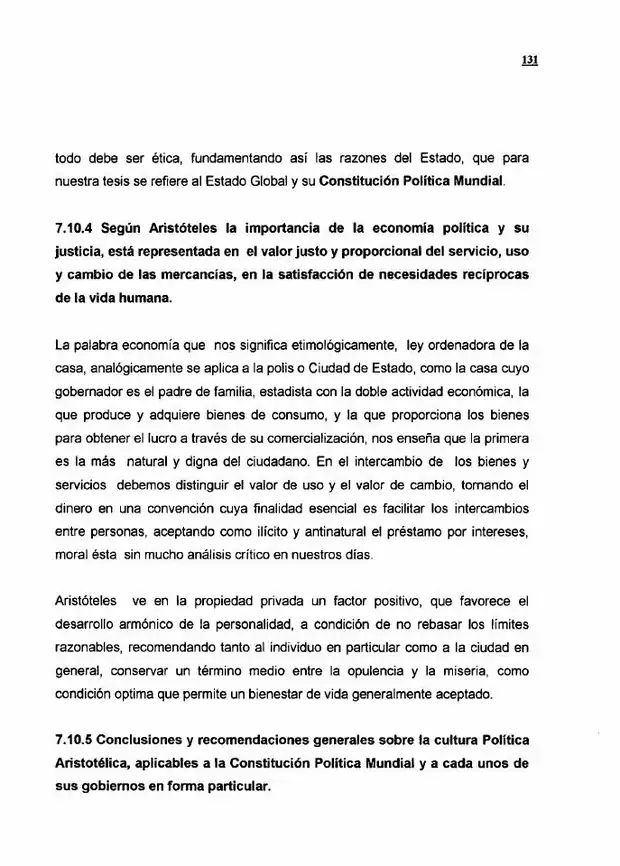 131
todo debe ser ética, fundamentando así las razones del Estado, que para
nuestra tesis se refiere al Estado Global y su Constitución Política Mundial.
7.10.4 Según Aristóteles la importancia de la economía política y su
justicia, está representada en el valor justo y proporcional del servicio, uso
y cambio de las mercancías, en la satisfacción de necesidades recíprocas
de la vida humana.
La palabra economía que nos significa etimológicamente, ley ordenadora de la
casa, analógicamente se aplica a la polis o Ciudad de Estado, como la casa cuyo
gobernador es el padre de familia, estadista con la doble actividad económica, la
que produce y adquiere bienes de consumo, y la que proporciona los bienes
para obtener el lucro a través de su comercialización, nos enseña que la primera
es la más natural y digna del ciudadano. En el intercambio de los bienes y
servicios debemos distinguir el valor de uso y el valor de cambio, tornando el
dinero en una convención cuya finalidad esencial es facilitar los intercambios
entre personas, aceptando como ilícito y antinatural el préstamo por intereses,
moral ésta sin mucho análisis crítico en nuestros días.
Aristóteles ve en la propiedad privada un factor positivo, que favorece el
desarrollo armónico de la personalidad, a condición de no rebasar los límites
razonables, recomendando tanto al individuo en particular como a la ciudad en
general, conservar un término medio entre la opulencia y la miseria, como
condición optima que permite un bienestar de vida generalmente aceptado.
7.10.5 Conclusiones y recomendaciones generales sobre la cultura Política
Aristotélica, aplicables a la Constitución Política Mundial y a cada unos de
sus gobiernos en forma particular.